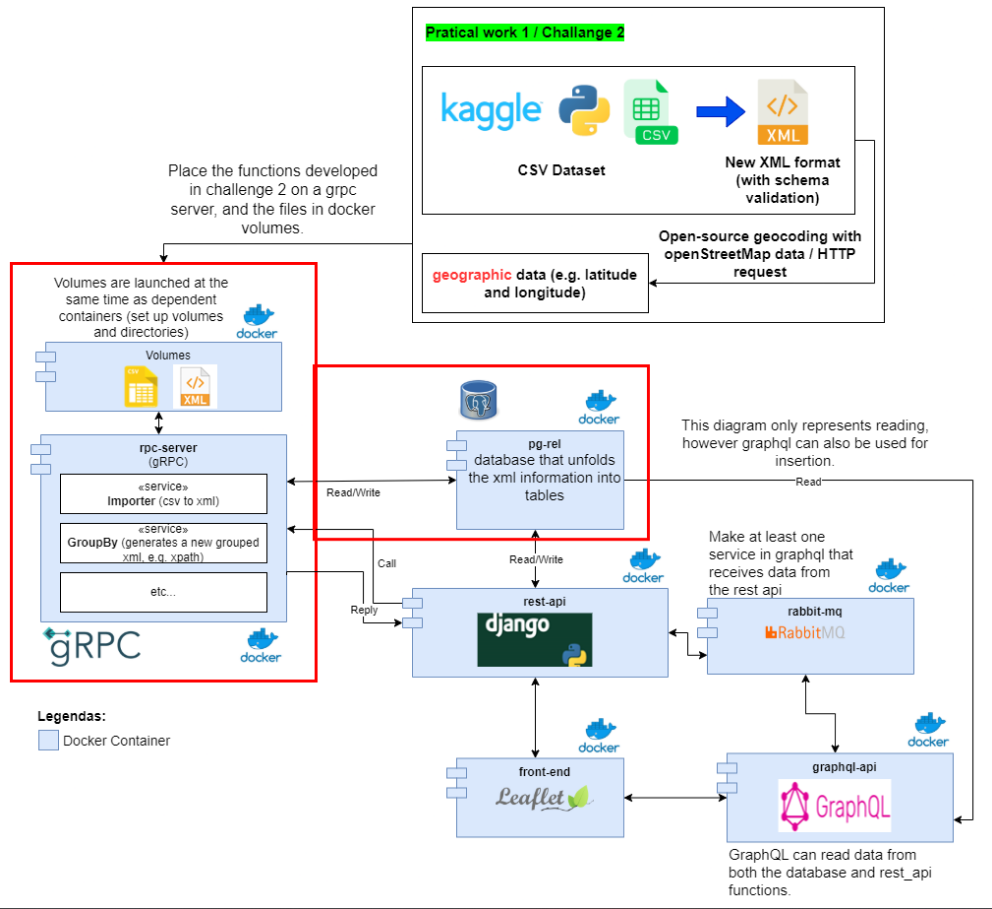 Pratical work 1 / Challange 2
kaggle
CSV
XML
CSV Dataset
New XML format
(with schema
validation)
Place the functions developed
in challenge 2 on a grpc
server, and the files in docker
volumes.
Open-source geocoding with
openStreetMap data / HTTP
request
geographic data (e.g. latitude
and longitude)
Volumes are launched at the
same time as dependent
containers (set up volumes
and directories)
docker
Volumes
CSV
XML
rpc-server
(gRPC)
«service»
Importer (csv to xml)
«service»
GroupBy (generates a new grouped
xml, e.g. xpath)
etc...
gRPC
docker
docker
pg-rel
database that unfolds
the xml information into
tables
Read/Write
This diagram only represents reading,
however graphql can also be used for
insertion.
Read
Read/Write
Call
Reply
docker
rest-api
django
Make at least one
service in graphql that
receives data from
the rest api
docker
rabbit-mq
RabbitMQ
Legendas:
Docker Container
docker
front-end
Leaflet
docker
graphql-api
GraphQL
GraphQL can read data from
both the database and rest_api
functions.